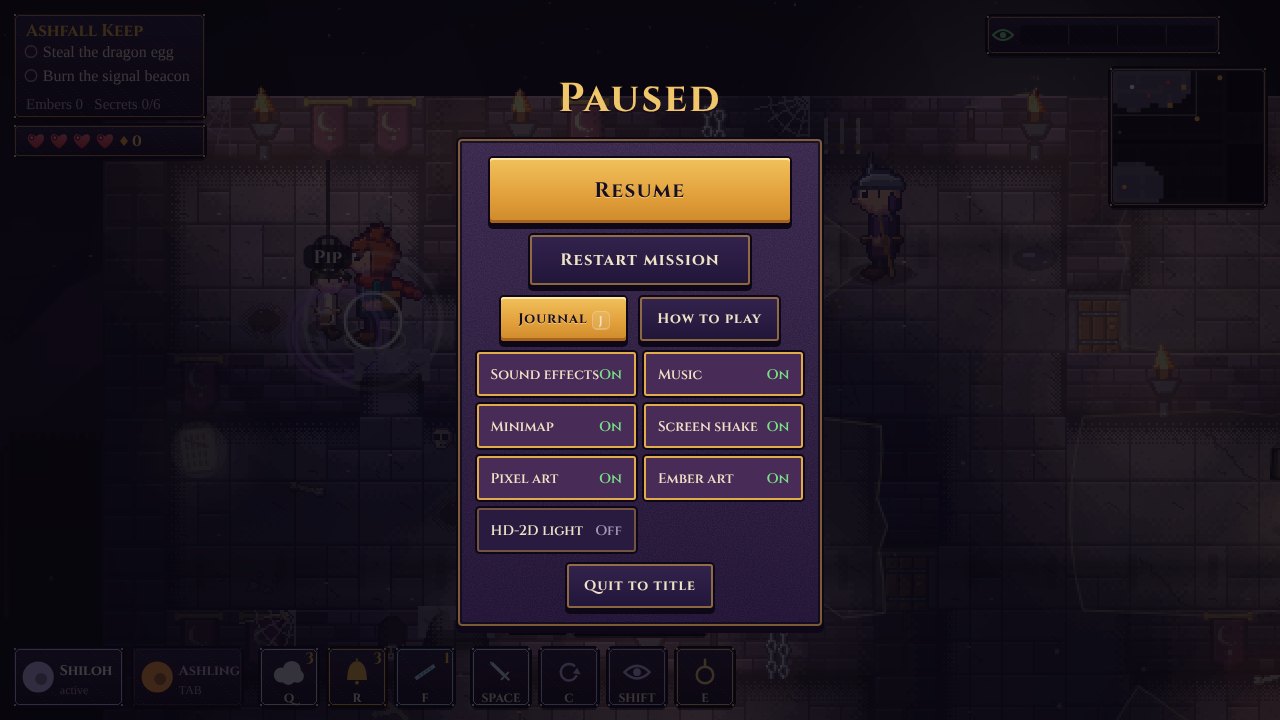 Ashfall Keep
Steal the dragon egg
Burn the signal beacon
Embers 0 Secrets 0/6
0
Paused
Resume
Restart mission
Pip
Journal J
How to play
Sound effects On
Music On
Minimap On
Screen shake On
Pixel art On
Ember art On
HD-2D light Off
Quit to title
Shiloh
active
Ashling
TAB
3
Q
3
R
1
F
SPACE
C
SHIFT
E